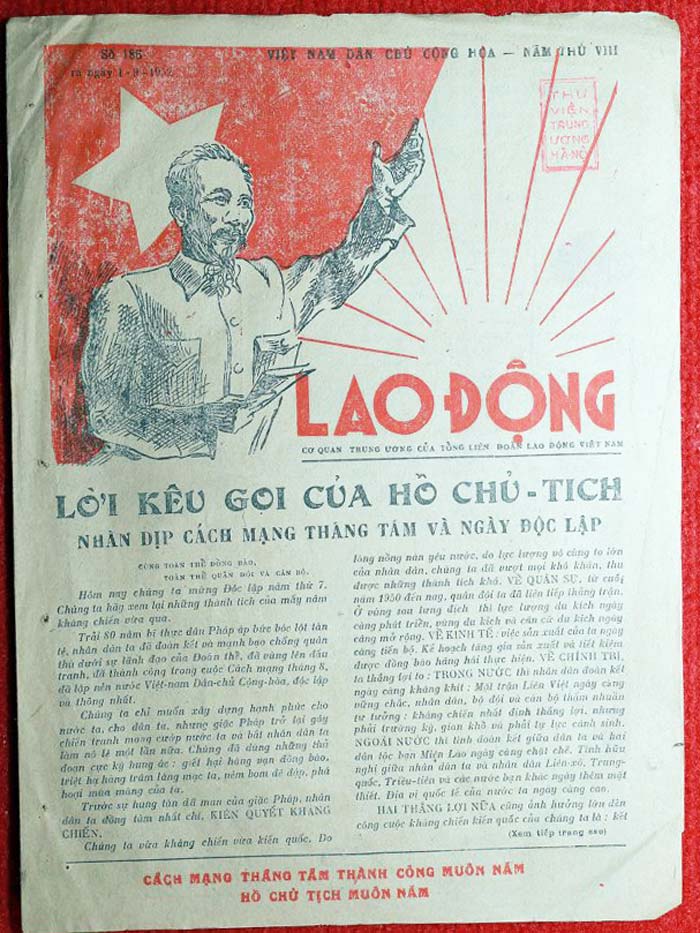 Số 186
VIỆT NAM DÂN CHỦ CỘNG HÒA — NĂM THỨ VIII
ra ngày 1-9-1952
THƯ
VIỆN
TRUNG
ƯƠNG
HÀ-NỘI
LAO-ĐỘNG
CƠ QUAN TRUNG ƯƠNG CỦA TỔNG LIÊN ĐOÀN LAO ĐỘNG VIỆT NAM
LỜI KÊU GỌI CỦA HỒ CHỦ-TỊCH
NHÂN DỊP CÁCH MẠNG THÁNG TÁM VÀ NGÀY ĐỘC LẬP
CÙNG TOÀN THỂ ĐỒNG BÀO,
TOÀN THỂ QUÂN ĐỘI VÀ CÁN BỘ.
Hôm nay chúng ta mừng Độc lập năm thứ 7.
Chúng ta hãy xem lại những thành tích của mấy năm
kháng chiến vừa qua.
Trải 80 năm bị thực dân Pháp áp bức bóc lột tàn
tệ, nhân dân ta đã đoàn kết và mạnh bạo chống quân
thù dưới sự lãnh đạo của Đoàn thể, đã vùng lên đấu
tranh, đã thành công trong cuộc Cách mạng tháng 8,
đã lập nên nước Việt-nam Dân-chủ Cộng-hòa, độc lập
và thống nhất.
Chúng ta chỉ muốn xây dựng hạnh phúc cho
nước ta, cho dân ta, nhưng giặc Pháp trở lại gây
chiến tranh mong cướp nước ta và bắt nhân dân ta
làm nô lệ một lần nữa. Chúng đã dùng những thủ
đoạn cực kỳ hung ác : giết hại hàng vạn đồng bào,
triệt hạ hàng trăm làng mạc ta, ném bom đê đập, phá
hoại mùa màng của ta.
Trước sự hung tàn dã man của giặc Pháp, nhân
dân ta đồng tâm nhất chí, KIÊN QUYẾT KHÁNG
CHIẾN.
Chúng ta vừa kháng chiến vừa kiến quốc. Do
lòng nồng nàn yêu nước, do lực lượng vô cùng to lớn
của nhân dân, chúng ta đã vượt mọi khó khăn, thu
được những thành tích khá. VỀ QUÂN SỰ, từ cuối
năm 1950 đến nay, quân đội ta đã liên tiếp thắng trận.
Ở vùng sau lưng địch thì lực lượng du kích ngày
càng phát triển, vùng du kích và căn cứ du kích ngày
càng mở rộng. VỀ KINH TẾ : việc sản xuất của ta ngày
càng tiến bộ. Kế hoạch tăng gia sản xuất và tiết kiệm
được đồng bào hăng hái thực hiện. VỀ CHÍNH TRỊ,
ta thắng lợi to : TRONG NƯỚC thì nhân dân đoàn kết
ngày càng khăng khít : Mặt trận Liên Việt ngày càng
vững chắc, nhân dân, bộ đội và cán bộ thấm nhuần
tư tưởng : kháng chiến nhất định thắng lợi, nhưng
phải trường kỳ, gian khổ và phải tự lực cánh sinh.
NGOÀI NƯỚC thì tình đoàn kết giữa dân ta và hai
dân tộc bạn Miên Lào ngày càng chặt chẽ. Tình hữu
nghị giữa nhân dân ta và nhân dân Liên-xô, Trung-
quốc, Triều-tiên và các nước bạn khác ngày thêm mật
thiết. Địa vị quốc tế của nước ta ngày càng cao.
HAI THẮNG LỢI NỮA cũng ảnh hưởng lớn đến
công cuộc kháng chiến kiến quốc của chúng ta là : kết
(Xem tiếp trang sau)
CÁCH MẠNG THÁNG TÁM THÀNH CÔNG MUÔN NĂM
HỒ CHỦ TỊCH MUÔN NĂM